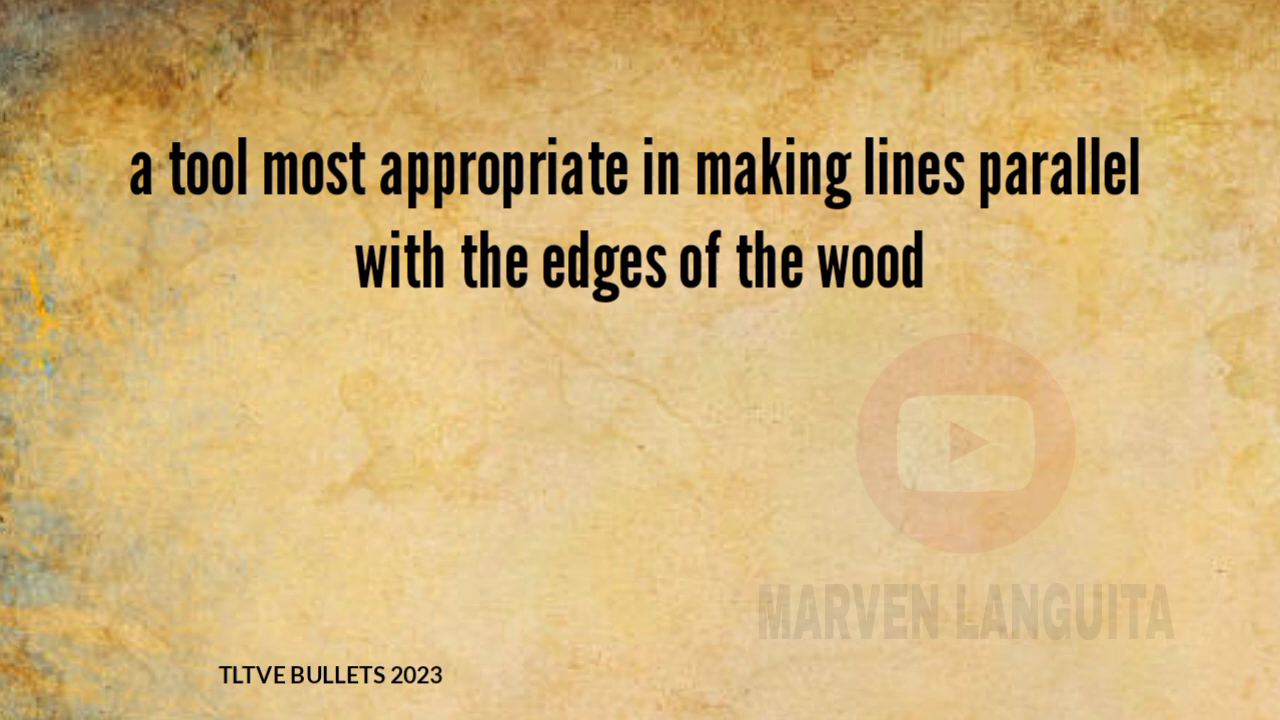 a tool most appropriate in making lines parallel
with the edges of the wood
MARVEN LANGUITA
TLTVE BULLETS 2023